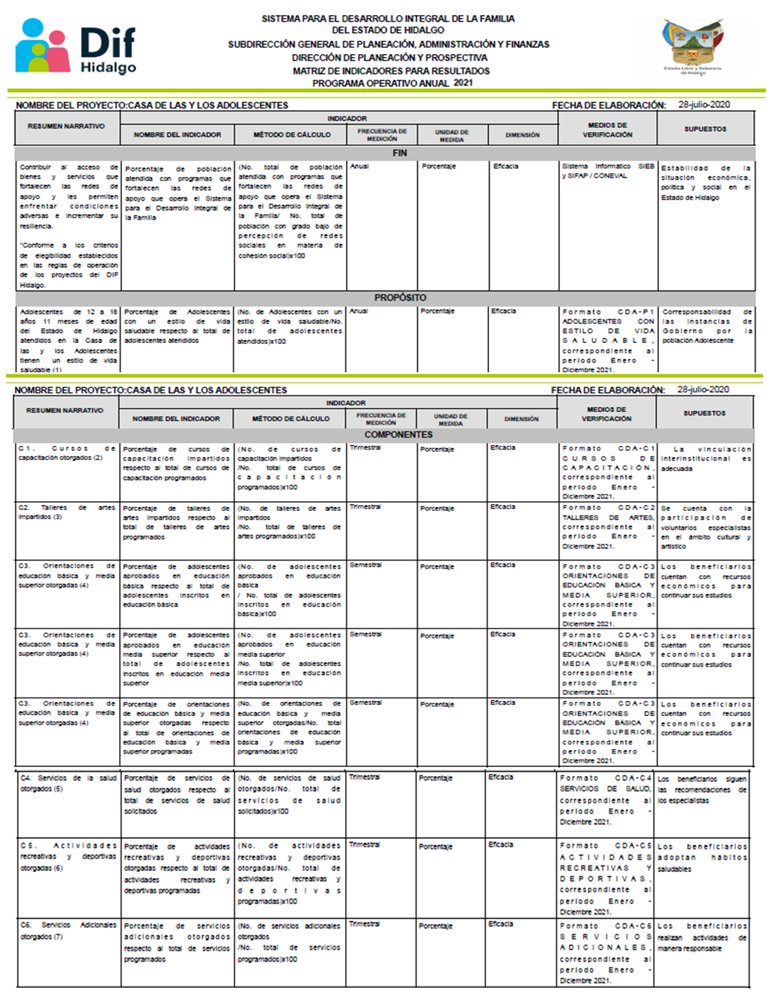 Dif
Hidalgo
SISTEMA PARA EL DESARROLLO INTEGRAL DE LA FAMILIA
DEL ESTADO DE HIDALGO
SUBDIRECCIÓN GENERAL DE PLANEACIÓN, ADMINISTRACIÓN Y FINANZAS
DIRECCIÓN DE PLANEACIÓN Y PROSPECTIVA
MATRIZ DE INDICADORES PARA RESULTADOS
PROGRAMA OPERATIVO ANUAL 2021
Estado Libre y Soberano
de Hidalgo
NOMBRE DEL PROYECTO:CASA DE LAS Y LOS ADOLESCENTES
FECHA DE ELABORACIÓN: 28-julio-2020
RESUMEN NARRATIVO
INDICADOR
NOMBRE DEL INDICADOR
MÉTODO DE CÁLCULO
FRECUENCIA DE
MEDICIÓN
UNIDAD DE
MEDIDA
DIMENSIÓN
MEDIOS DE
VERIFICACIÓN
SUPUESTOS
FIN
Contribuir al acceso de
bienes y servicios que
fortalecen las redes de
apoyo y les permiten
enfrentar condiciones
adversas e incrementar su
resiliencia.
*Conforme a los criterios
de elegibilidad establecidos
en las reglas de operación
de los proyectos del DIF
Hidalgo.
Porcentaje de población
atendida con programas que
fortalecen las redes de
apoyo que opera el Sistema
para el Desarrollo Integral de
la Familia
(No. total de población
atendida con programas que
fortalecen las redes de
apoyo que opera el Sistema
para el Desarrollo Integral de
la Familia/ No. total de
población con grado bajo de
percepción de redes
sociales en materia de
cohesión social)x100
Anual
Porcentaje
Eficacia
Sistema Informático SIEB
y SIFAP / CONEVAL
Estabilidad de la
situación económica,
política y social en el
Estado de Hidalgo
PROPÓSITO
Adolescentes de 12 a 18
años 11 meses de edad
del Estado de Hidalgo
atendidos en la Casa de
las y los Adolescentes
tienen un estilo de vida
saludable (1)
Porcentaje de Adolescentes
con un estilo de vida
saludable respecto al total de
adolescentes atendidos
(No. de Adolescentes con un
estilo de vida saludable/No.
total de adolescentes
atendidos)x100
Anual
Porcentaje
Eficacia
Formato CDA-P1
ADOLESCENTES CON
ESTILO DE VIDA
SALUDABLE,
correspondiente al
periodo Enero -
Diciembre 2021.
Corresponsabilidad de
las instancias de
Gobierno por la
población Adolescente
NOMBRE DEL PROYECTO:CASA DE LAS Y LOS ADOLESCENTES
FECHA DE ELABORACIÓN: 28-julio-2020
RESUMEN NARRATIVO
INDICADOR
NOMBRE DEL INDICADOR
MÉTODO DE CÁLCULO
FRECUENCIA DE
MEDICIÓN
UNIDAD DE
MEDIDA
DIMENSIÓN
MEDIOS DE
VERIFICACIÓN
SUPUESTOS
COMPONENTES
C1. Cursos de
capacitación otorgados (2)
Porcentaje de cursos de
capacitación impartidos
respecto al total de cursos de
capacitación programados
(No. de cursos de
capacitación impartidos
/No. total de cursos de
capacitación
programados)x100
Trimestral
Porcentaje
Eficacia
Formato CDA-C1
CURSOS DE
CAPACITACIÓN,
correspondiente al
periodo Enero -
Diciembre 2021.
La vinculación
interinstitucional es
adecuada
C2. Talleres de artes
impartidos (3)
Porcentaje de talleres de
artes impartidos respecto al
total de talleres de artes
programados
(No. de talleres de artes
impartidos
/No. total de talleres de
artes programados)x100
Trimestral
Porcentaje
Eficacia
Formato CDA-C2
TALLERES DE ARTES,
correspondiente al
periodo Enero -
Diciembre 2021.
Se cuenta con la
participación de
voluntarios especialistas
en el ámbito cultural y
artístico
C3. Orientaciones de
educación básica y media
superior otorgadas (4)
Porcentaje de adolescentes
aprobados en educación
básica respecto al total de
adolescentes inscritos en
educación básica
(No. de adolescentes
aprobados en educación
básica
/ No. total de adolescentes
inscritos en educación
básica)x100
Semestral
Porcentaje
Eficacia
Formato CDA-C3
ORIENTACIONES DE
EDUCACIÓN BÁSICA Y
MEDIA SUPERIOR,
correspondiente al
periodo Enero -
Diciembre 2021.
Los beneficiarios
cuentan con recursos
económicos para
continuar sus estudios
C3. Orientaciones de
educación básica y media
superior otorgadas (4)
Porcentaje de adolescentes
aprobados en educación
media superior respecto al
total de adolescentes
inscritos en educación media
superior
(No. de adolescentes
aprobados en educación
media superior
/No. total de adolescentes
inscritos en educación
media superior)x100
Semestral
Porcentaje
Eficacia
Formato CDA-C3
ORIENTACIONES DE
EDUCACIÓN BÁSICA Y
MEDIA SUPERIOR,
correspondiente al
periodo Enero -
Diciembre 2021.
Los beneficiarios
cuentan con recursos
económicos para
continuar sus estudios
C3. Orientaciones de
educación básica y media
superior otorgadas (4)
Porcentaje de orientaciones
de educación básica y media
superior otorgadas respecto
al total de orientaciones de
educación básica y media
superior programadas
(No. de orientaciones de
educación básica y media
superior otorgadas/No. total
orientaciones de educación
básica y media superior
programadas)x100
Semestral
Porcentaje
Eficacia
Formato CDA-C3
ORIENTACIONES DE
EDUCACIÓN BÁSICA Y
MEDIA SUPERIOR,
correspondiente al
periodo Enero -
Diciembre 2021.
Los beneficiarios
cuentan con recursos
económicos para
continuar sus estudios
C4. Servicios de la salud
otorgados (5)
Porcentaje de servicios de
salud otorgados respecto al
total de servicios de salud
solicitados
(No. de servicios de salud
otorgados/No. total de
servicios de salud
solicitados)x100
Trimestral
Porcentaje
Eficacia
Formato CDA-C4
SERVICIOS DE SALUD,
correspondiente al
periodo Enero -
Diciembre 2021.
Los beneficiarios siguen
las recomendaciones de
los especialistas
C5. Actividades
recreativas y deportivas
otorgadas (6)
Porcentaje de actividades
recreativas y deportivas
otorgadas respecto al total de
actividades recreativas y
deportivas programadas
(No. de actividades
recreativas y deportivas
otorgadas/No. total de
actividades recreativas y
deportivas
programadas)x100
Trimestral
Porcentaje
Eficacia
Formato CDA-C5
ACTIVIDADES
RECREATIVAS Y
DEPORTIVAS,
correspondiente al
periodo Enero -
Diciembre 2021.
Los beneficiarios
adoptan hábitos
saludables
C6. Servicios Adicionales
otorgados (7)
Porcentaje de servicios
adicionales otorgados
respecto al total de servicios
programados
(No. de servicios adicionales
otorgados
/No. total de servicios
programados)x100
Trimestral
Porcentaje
Eficacia
Formato CDA-C6
SERVICIOS
ADICIONALES,
correspondiente al
periodo Enero -
Diciembre 2021.
Los beneficiarios
realizan actividades de
manera responsable